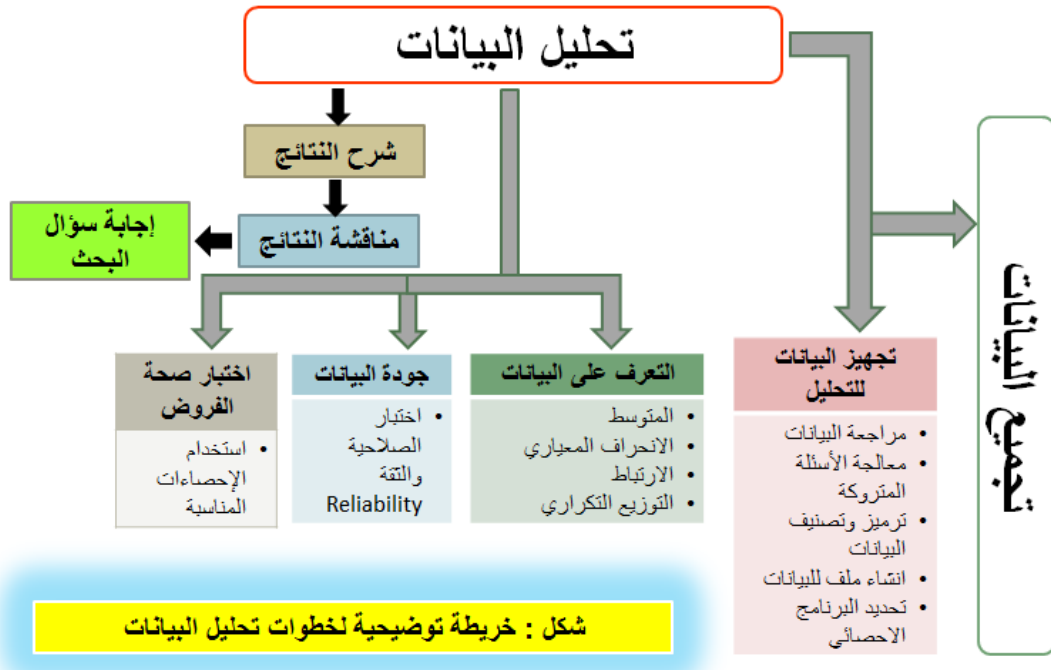 تحليل البيانات
تجميع البيانات
شرح النتائج
مناقشة النتائج
إجابة سؤال
البحث
تجهيز البيانات
للتحليل
• مراجعة البيانات
• معالجة الأسئلة
المتروكة
• ترميز وتصنيف
البيانات
• انشاء ملف للبيانات
• تحديد البرنامج
الاحصائي
التعرف على البيانات
• المتوسط
• الانحراف المعياري
• الارتباط
• التوزيع التكراري
جودة البيانات
• اختبار
الصلاحية
والثقة
Reliability
اختبار صحة
الفروض
• استخدام
الإحصاءات
المناسبة
شكل : خريطة توضيحية لخطوات تحليل البيانات